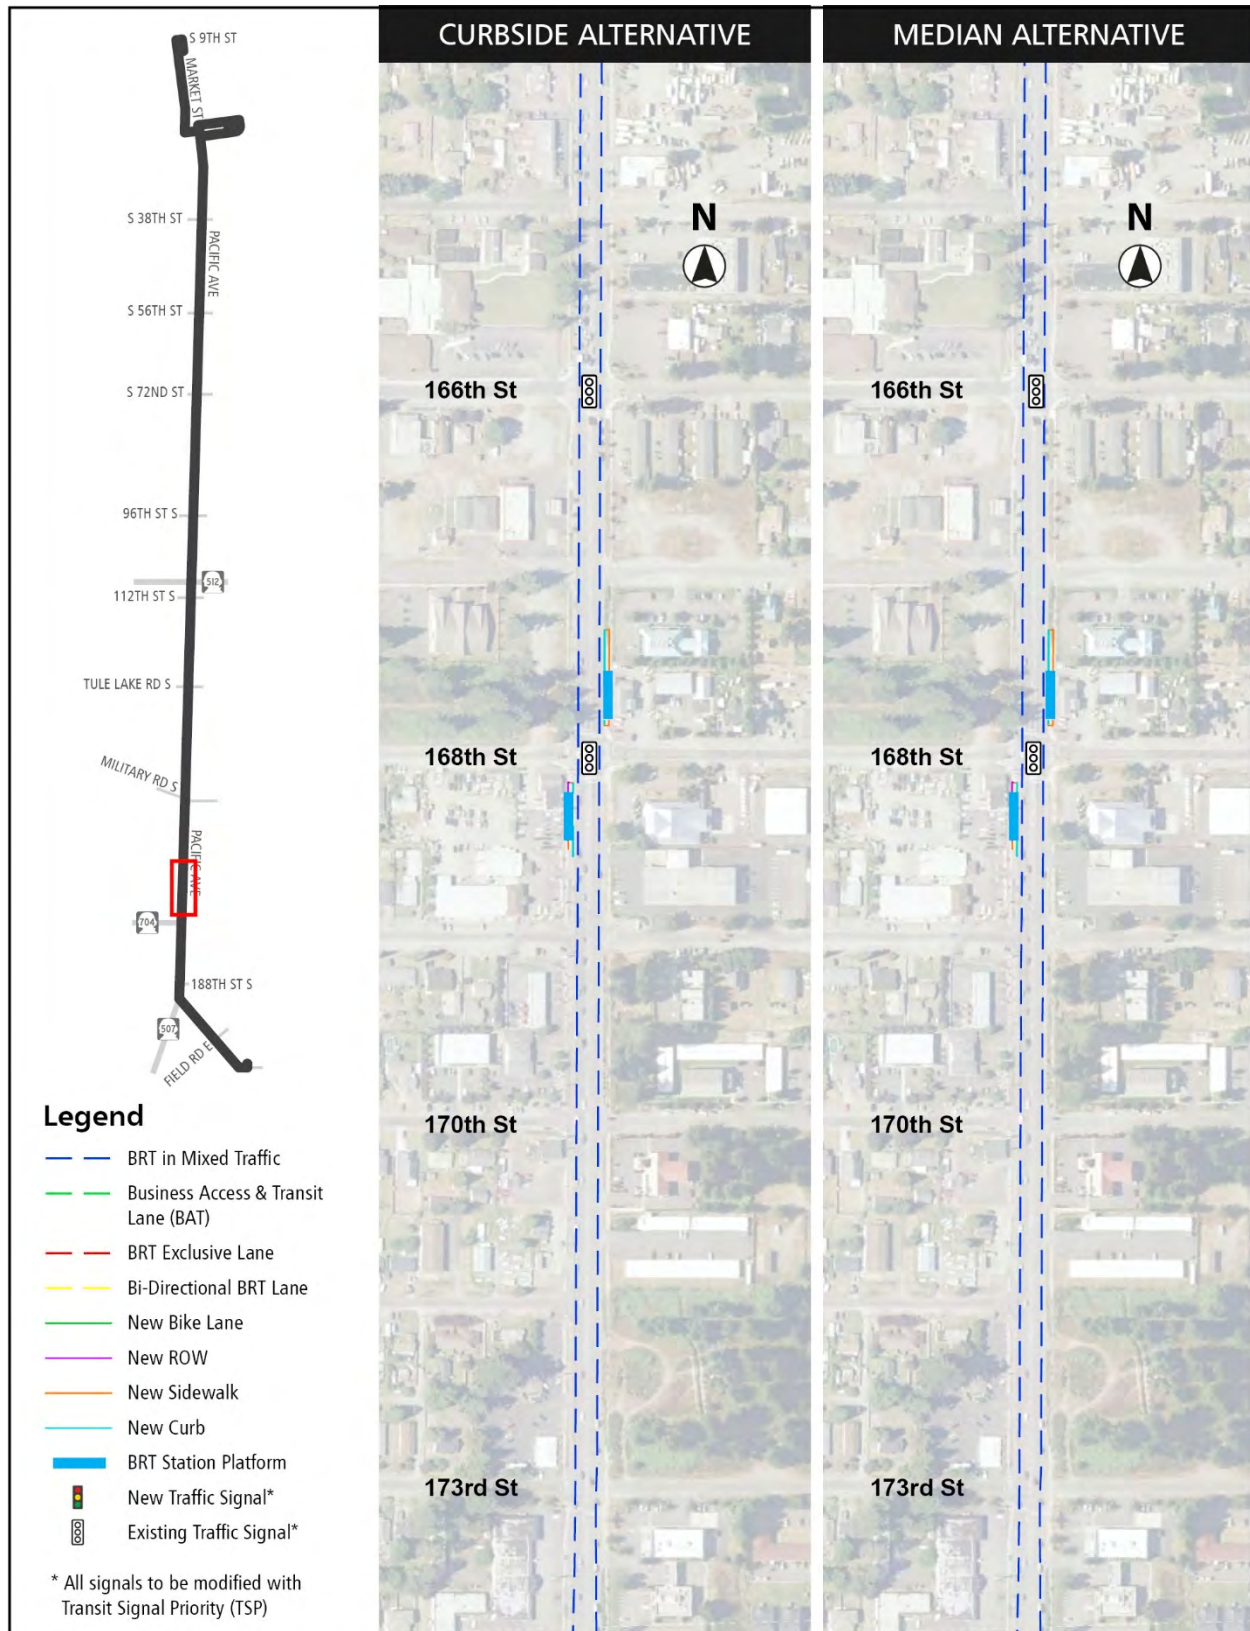 S 9TH ST
MARKET ST
S 38TH ST
PACIFIC AVE
S 56TH ST
S 72ND ST
96TH ST S
512
112TH ST S
TULE LAKE RD S
MILITARY RD S
PACIFIC AVE
704
188TH ST S
507
FIELD RD E
Legend
BRT in Mixed Traffic
Business Access & Transit
Lane (BAT)
BRT Exclusive Lane
Bi-Directional BRT Lane
New Bike Lane
New ROW
New Sidewalk
New Curb
BRT Station Platform
New Traffic Signal*
Existing Traffic Signal*
* All signals to be modified with
Transit Signal Priority (TSP)
CURBSIDE ALTERNATIVE
N
166th St
168th St
170th St
173rd St
MEDIAN ALTERNATIVE
N
166th St
168th St
170th St
173rd St